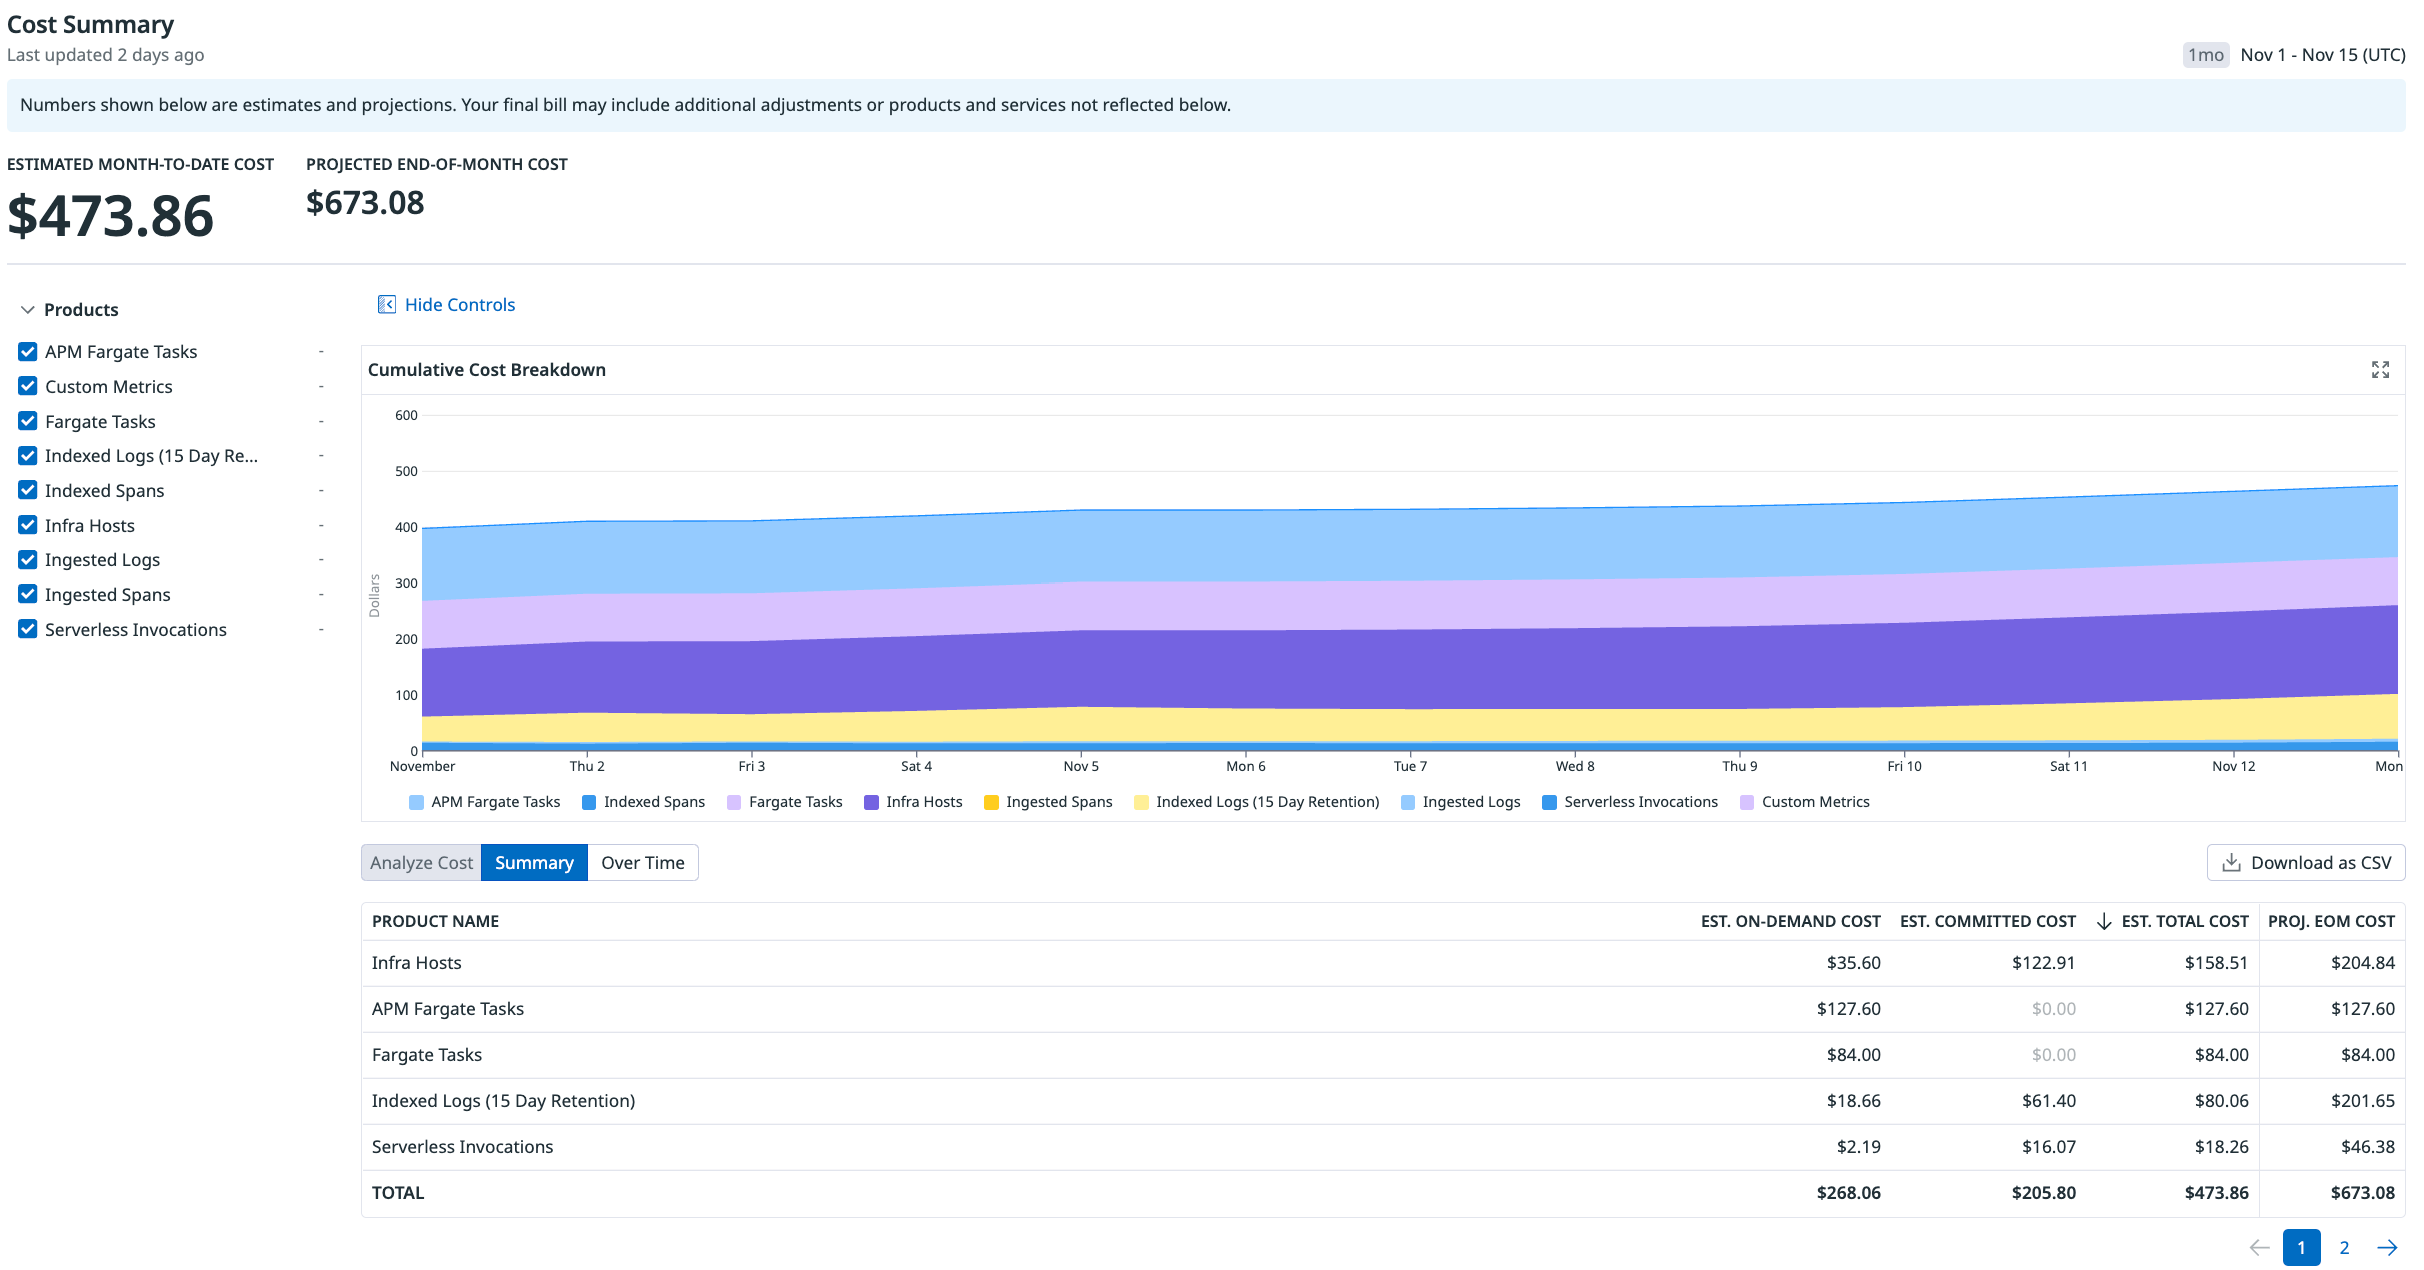 Cost Summary
Last updated 2 days ago
1mo Nov 1 - Nov 15 (UTC)
Numbers shown below are estimates and projections. Your final bill may include additional adjustments or products and services not reflected below.
ESTIMATED MONTH-TO-DATE COST
$473.86
PROJECTED END-OF-MONTH COST
$673.08
Products
APM Fargate Tasks -
Custom Metrics -
Fargate Tasks -
Indexed Logs (15 Day Re... -
Indexed Spans -
Infra Hosts -
Ingested Logs -
Ingested Spans -
Serverless Invocations -
Hide Controls
Cumulative Cost Breakdown
Dollars
600
500
400
300
200
100
0
November Thu 2 Fri 3 Sat 4 Nov 5 Mon 6 Tue 7 Wed 8 Thu 9 Fri 10 Sat 11 Nov 12 Mon
APM Fargate Tasks Indexed Spans Fargate Tasks Infra Hosts Ingested Spans Indexed Logs (15 Day Retention) Ingested Logs Serverless Invocations Custom Metrics
Analyze Cost Summary Over Time Download as CSV
PRODUCT NAME EST. ON-DEMAND COST EST. COMMITTED COST EST. TOTAL COST PROJ. EOM COST
Infra Hosts $35.60 $122.91 $158.51 $204.84
APM Fargate Tasks $127.60 $0.00 $127.60 $127.60
Fargate Tasks $84.00 $0.00 $84.00 $84.00
Indexed Logs (15 Day Retention) $18.66 $61.40 $80.06 $201.65
Serverless Invocations $2.19 $16.07 $18.26 $46.38
TOTAL $268.06 $205.80 $473.86 $673.08
1 2